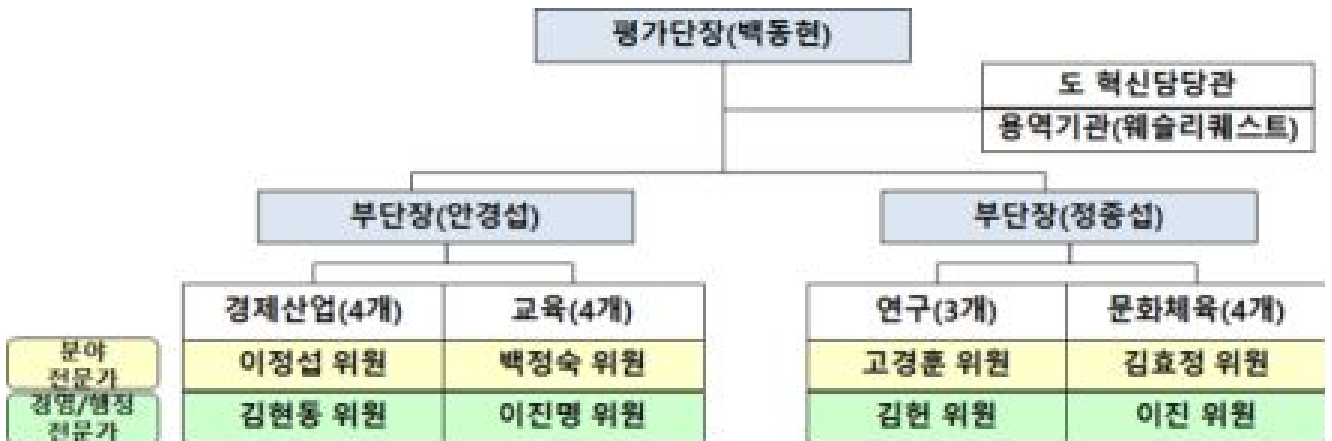 평가단장(백동현)
도 혁신담당관
용역기관(웨슬리퀘스트)
부단장(안경섭)
부단장(정종섭)
경제산업(4개)
교육(4개)
연구(3개)
문화체육(4개)
분야
전문가
이정섭 위원
백정숙 위원
고경훈 위원
김효정 위원
경영/행정
전문가
김현동 위원
이진명 위원
김헌 위원
이진 위원